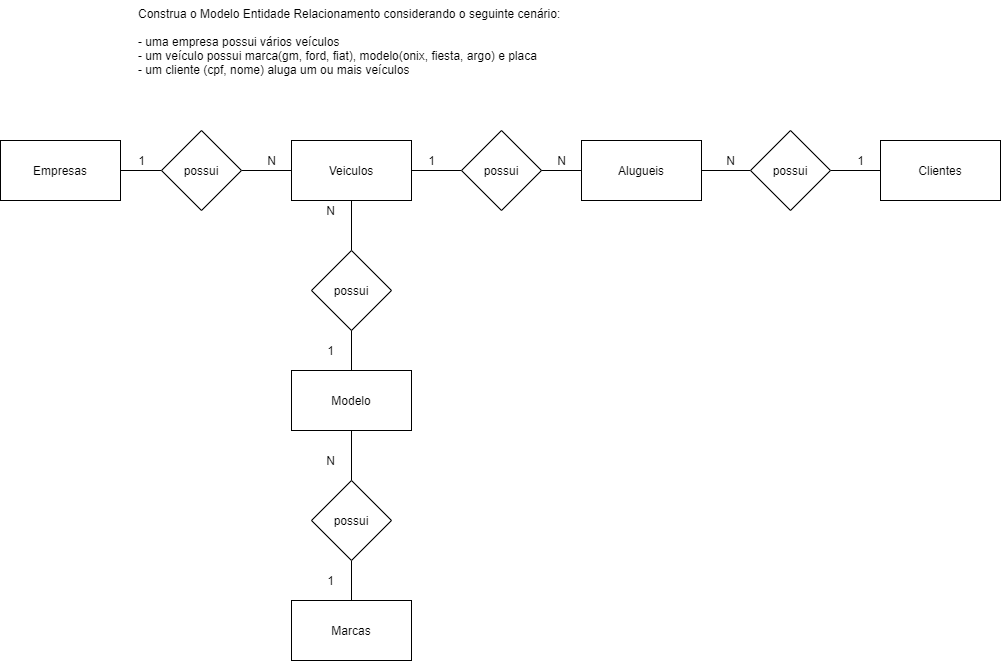 Construa o Modelo Entidade Relacionamento considerando o seguinte cenário:
- uma empresa possui vários veículos
- um veículo possui marca(gm, ford, fiat), modelo(onix, fiesta, argo) e placa
- um cliente (cpf, nome) aluga um ou mais veículos
Empresas 1 possui N Veiculos 1 possui N Alugueis N possui 1 Clientes
N
possui
1
Modelo
N
possui
1
Marcas